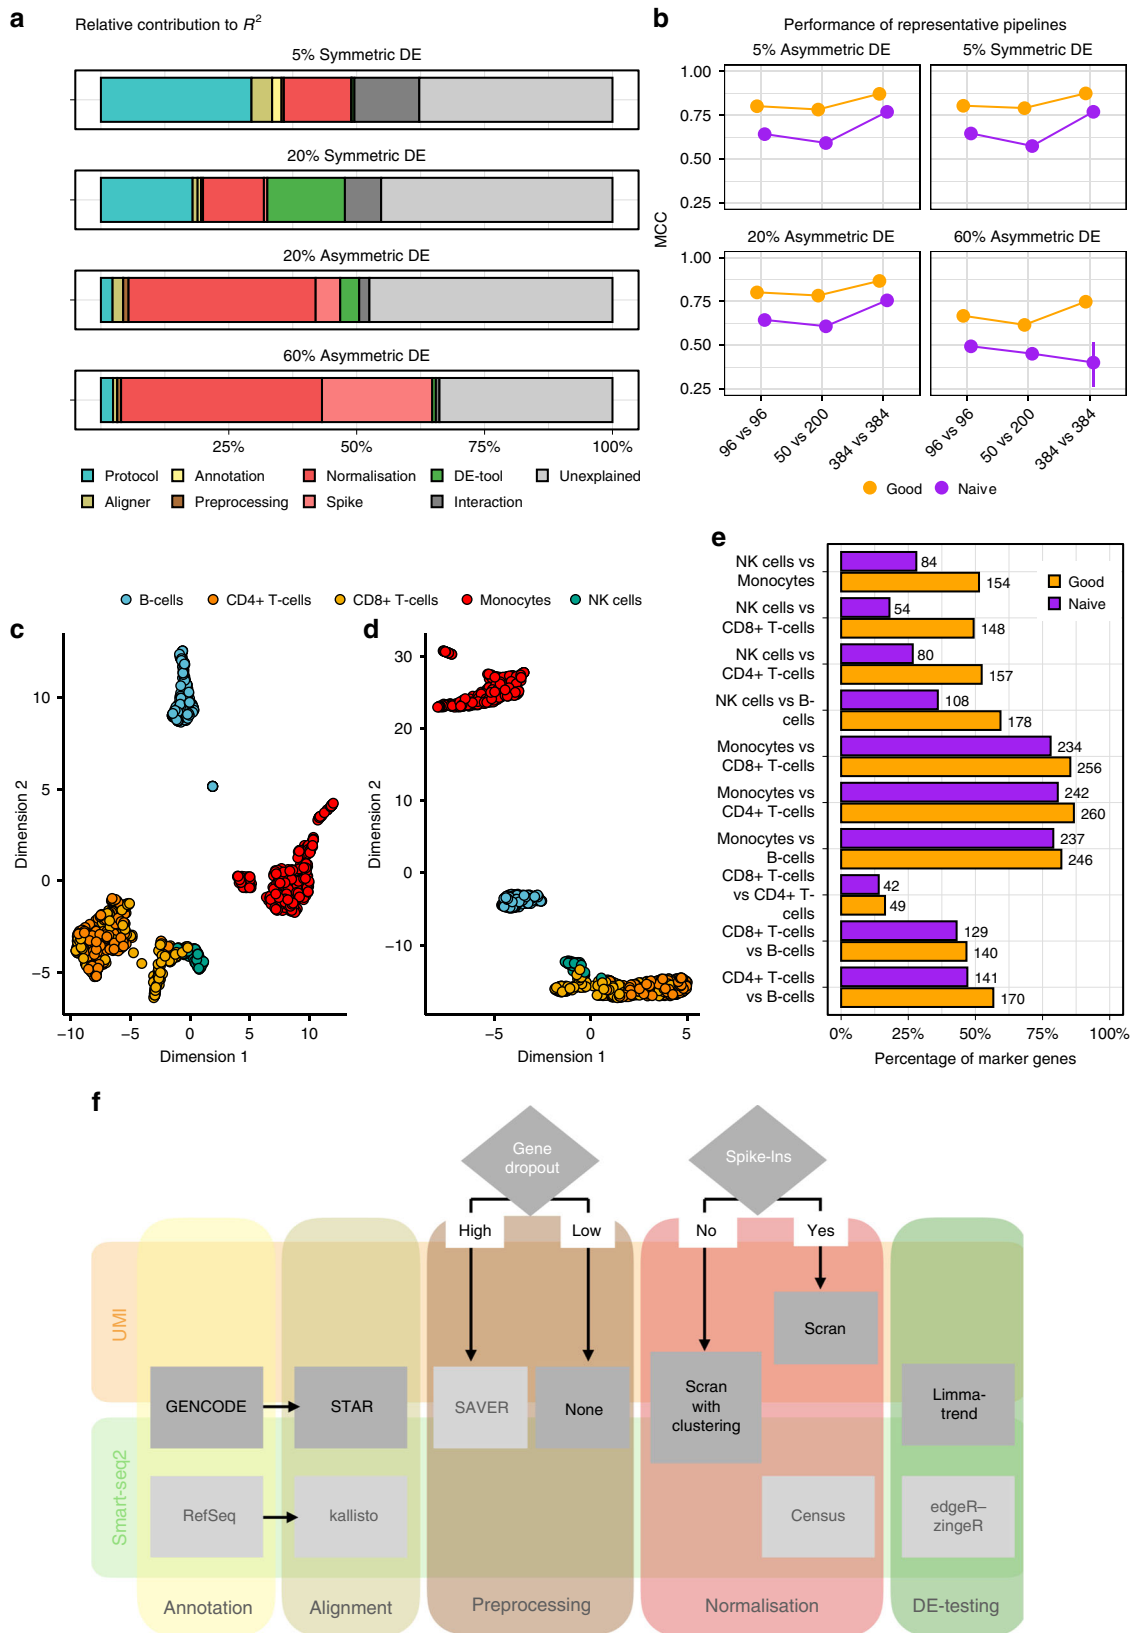 a
Relative contribution to R2
5% Symmetric DE
20% Symmetric DE
20% Asymmetric DE
60% Asymmetric DE
25%
50%
75%
100%
Protocol
Annotation
Normalisation
DE-tool
Unexplained
Aligner
Preprocessing
Spike
Interaction
b
Performance of representative pipelines
5% Asymmetric DE
5% Symmetric DE
1.00
0.75
0.50
0.25
MCC
20% Asymmetric DE
60% Asymmetric DE
1.00
0.75
0.50
0.25
96 vs 96
50 vs 200
384 vs 384
96 vs 96
50 vs 200
384 vs 384
Good
Naive
B-cells
CD4+ T-cells
CD8+ T-cells
Monocytes
NK cells
c
Dimension 2
10
5
0
−5
−10
−5
0
5
10
Dimension 1
d
Dimension 2
30
20
10
0
−10
−5
0
5
Dimension 1
e
NK cells vs
Monocytes
84
154
NK cells vs
CD8+ T-cells
54
148
NK cells vs
CD4+ T-cells
80
157
NK cells vs B-
cells
108
178
Monocytes vs
CD8+ T-cells
234
256
Monocytes vs
CD4+ T-cells
242
260
Monocytes vs
B-cells
237
246
CD8+ T-cells
vs CD4+ T-
cells
42
49
CD8+ T-cells
vs B-cells
129
140
CD4+ T-cells
vs B-cells
141
170
Good
Naive
0%
25%
50%
75%
100%
Percentage of marker genes
f
Gene
dropout
Spike-Ins
High
Low
No
Yes
UMI
Smart-seq2
GENCODE
STAR
SAVER
None
Scran
with
clustering
Scran
Limma-
trend
RefSeq
kallisto
Census
edgeR–
zingeR
Annotation
Alignment
Preprocessing
Normalisation
DE-testing